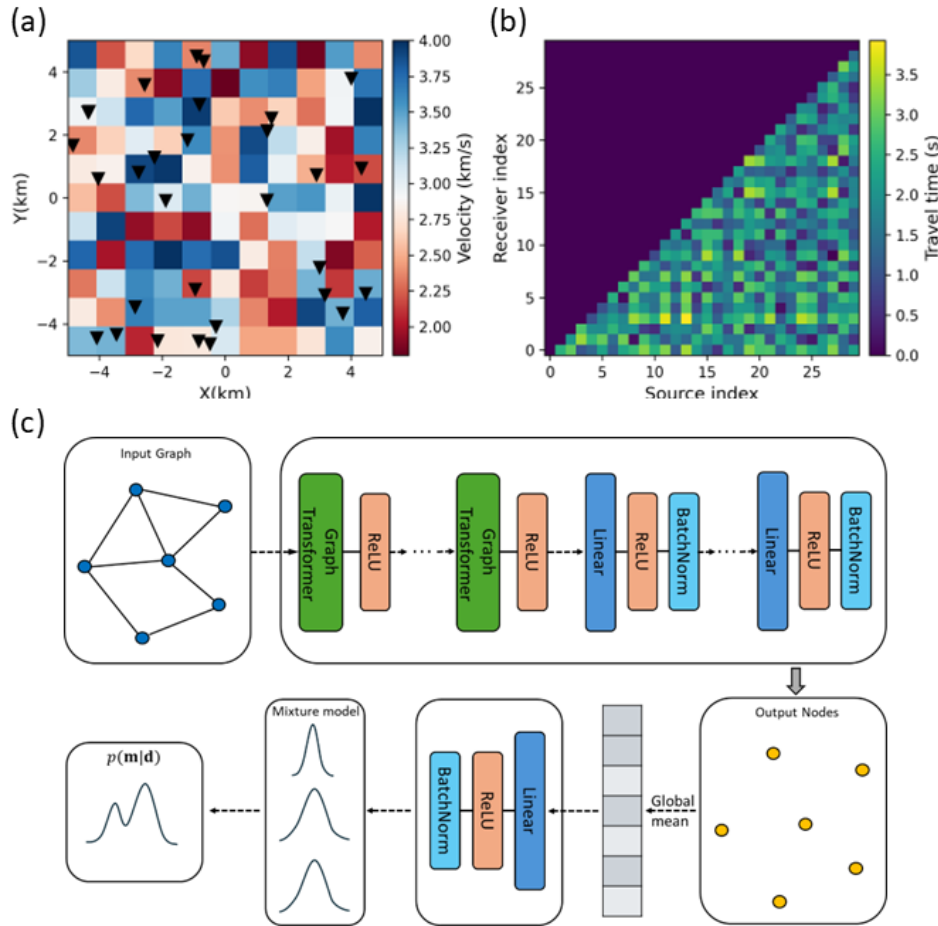 (a)
4
2
0
−2
−4
Y(km)
−4
−2
0
2
4
X(km)
4.00
3.75
3.50
3.25
3.00
2.75
2.50
2.25
2.00
Velocity (km/s)
(b)
25
20
15
10
5
0
Receiver index
0
5
10
15
20
25
Source index
3.5
3.0
2.5
2.0
1.5
1.0
0.5
0.0
Travel time (s)
(c)
Input Graph
Graph
Transformer
ReLU
Graph
Transformer
ReLU
Linear
ReLU
BatchNorm
Linear
ReLU
BatchNorm
p(m|d)
Mixture model
BatchNorm
ReLU
Linear
Global
mean
Output Nodes